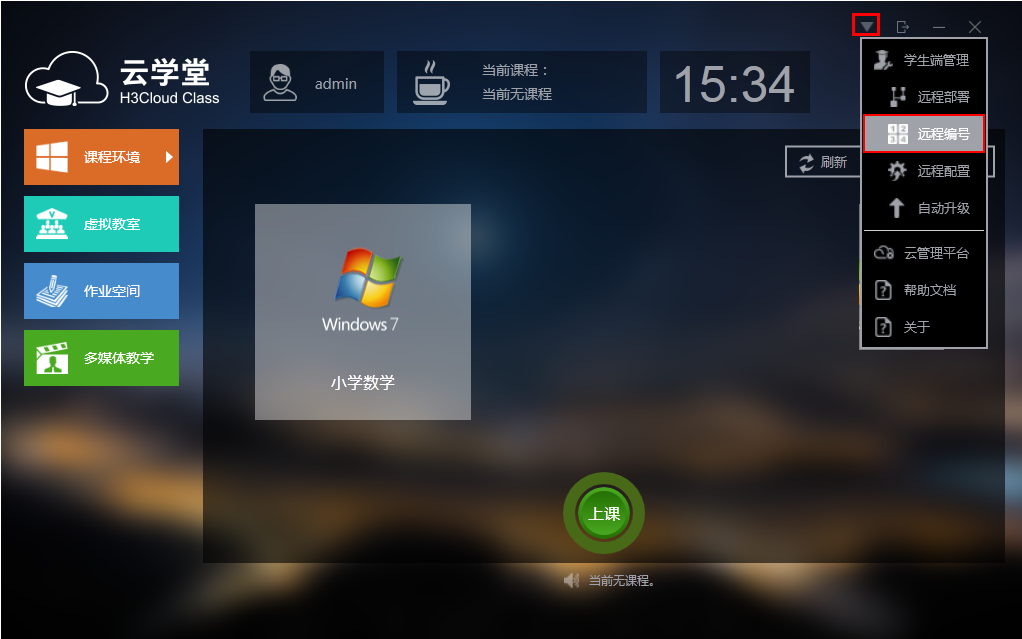 云学堂
H3Cloud Class
admin
当前课程：
当前无课程
15:34
课程环境
虚拟教室
作业空间
多媒体教学
刷新
Windows 7
小学数学
上课
当前无课程。
学生端管理
远程部署
1 2
3 4
远程编号
远程配置
自动升级
云管理平台
帮助文档
关于